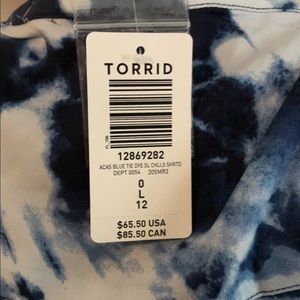 TORRID
12869282
ACAS BLUE TIE DYE SL CHLLS SHRTD
DEPT 0054 20SMR2
0
L
12
$65.50 USA
$85.50 CAN